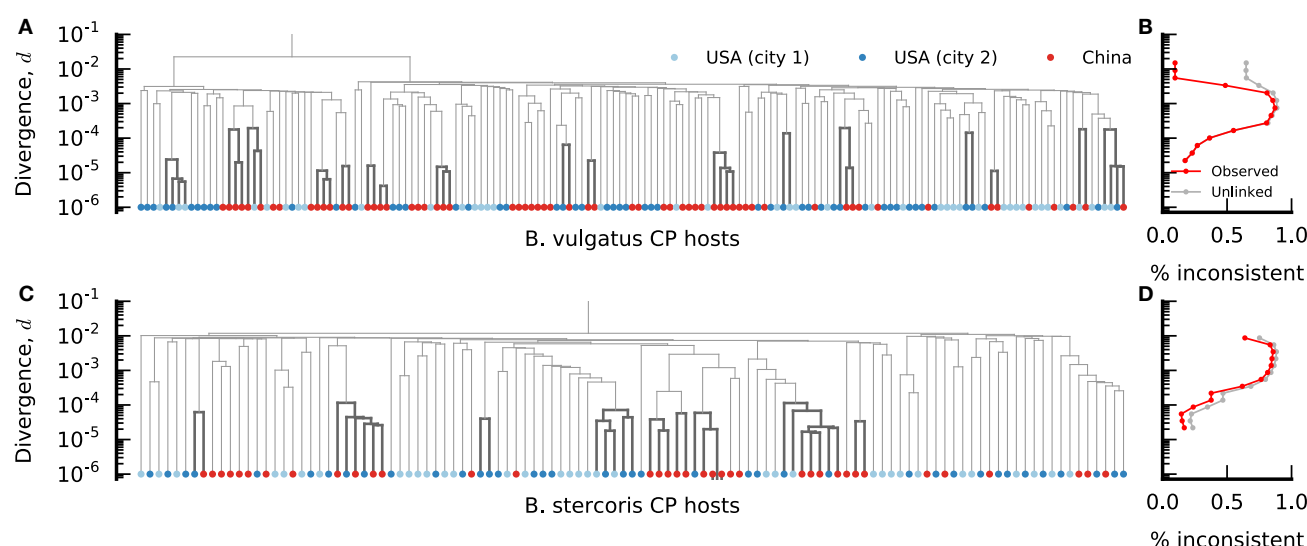 A
B
Divergence, d
10^-1
10^-2
10^-3
10^-4
10^-5
10^-6
USA (city 1)
USA (city 2)
China
B. vulgatus CP hosts
Observed
Unlinked
0.0
0.5
1.0
% inconsistent
C
D
Divergence, d
10^-1
10^-2
10^-3
10^-4
10^-5
10^-6
B. stercoris CP hosts
0.0
0.5
1.0
% inconsistent